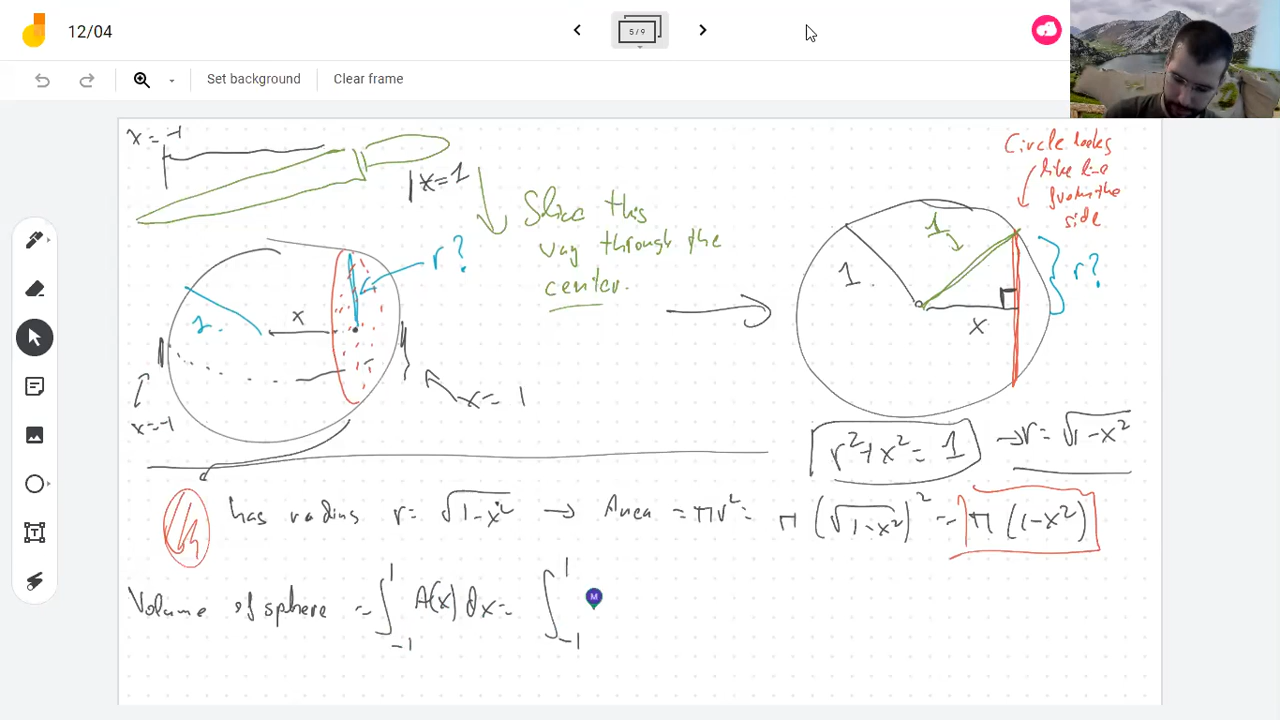 12/04
5 / 9
Set background
Clear frame
x = -1
x = 1
Slice this
way through the
center.
r?
x
1.
x = 1
x = -1
Circle looks
like line
from the
side
1
1.
r?
x
r² + x² = 1 → r = √1-x²
has radius r = √1-x² → Area = πr² = π (√1-x²)² = π (1-x²)
Volume of sphere = ∫₋₁¹ A(x) dx = ∫₋₁¹
M